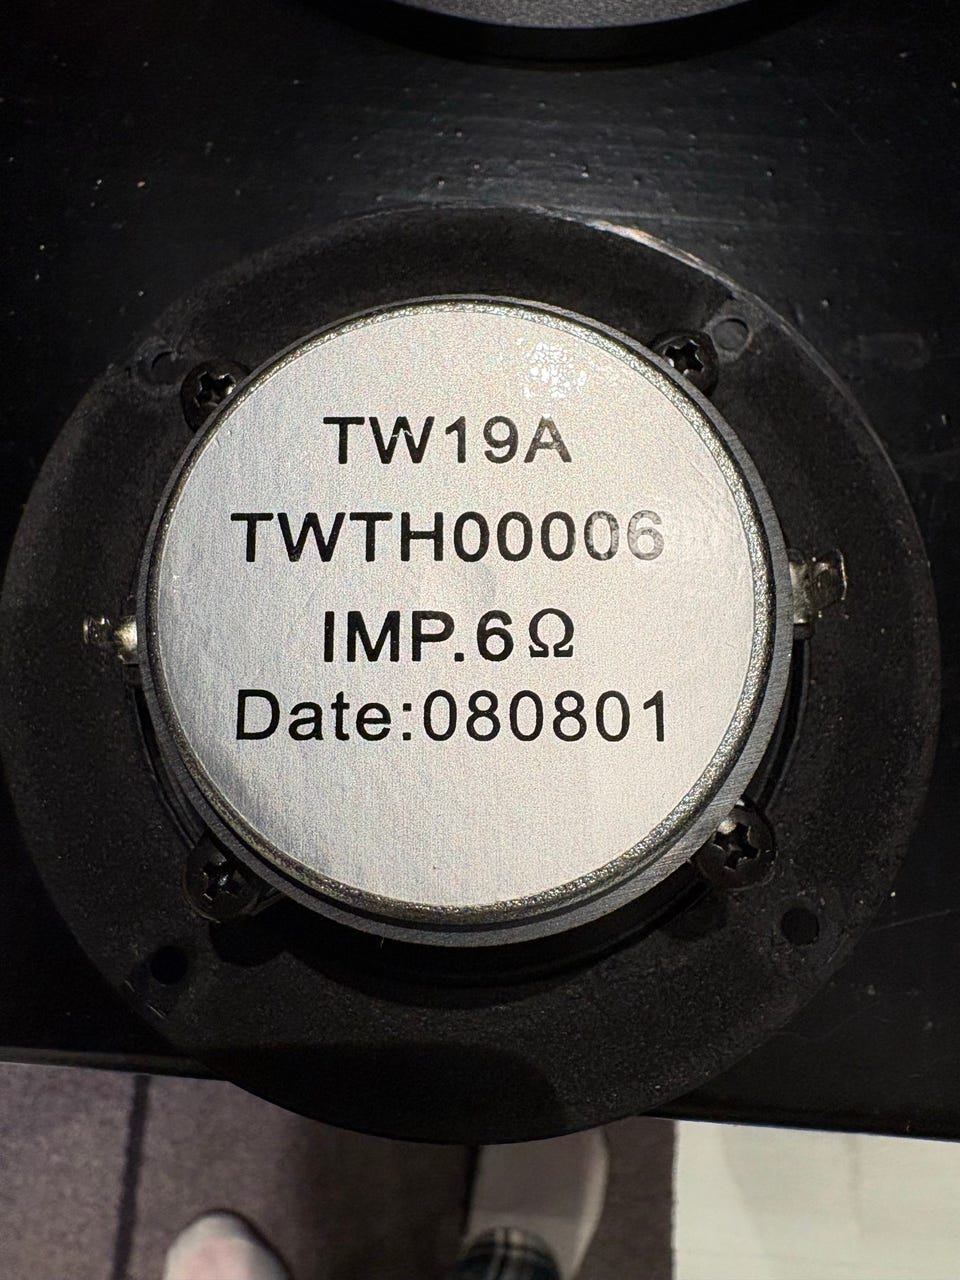 TW19A
TWTH00006
IMP.6Ω
Date:080801